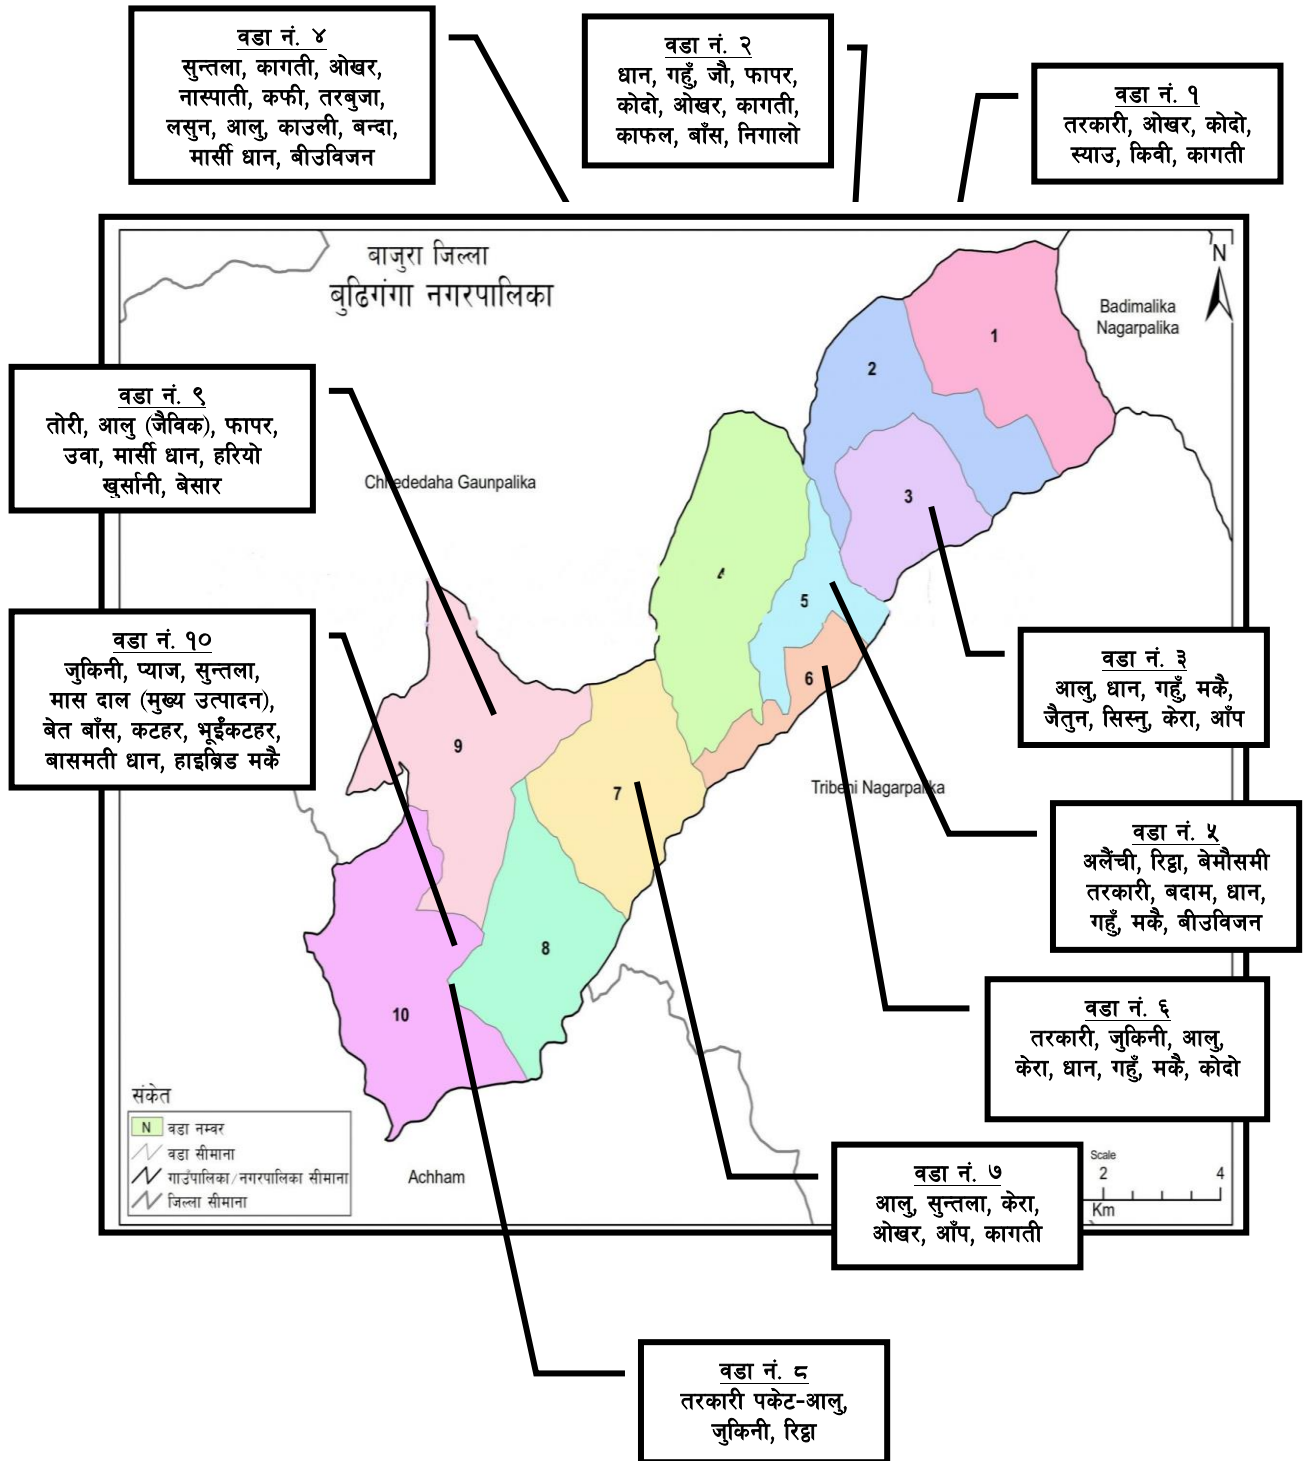 वडा नं. ४
सुन्तला, कागती, ओखर,
नास्पाती, कफी, तरबुजा,
लसुन, आलु, काउली, बन्दा,
मार्सी धान, बीउविजन
वडा नं. २
धान, गहुँ, जौ, फापर,
कोदो, ओखर, कागती,
काफल, बाँस, निगालो
वडा नं. १
तरकारी, ओखर, कोदो,
स्याउ, किवी, कागती
बाजुरा जिल्ला
बुढिगंगा नगरपालिका
N
Badimalika
Nagarpalika
1
2
3
4
5
6
7
8
9
10
वडा नं. ९
तोरी, आलु (जैविक), फापर,
उवा, मार्सी धान, हरियो
खुर्सानी, बेसार
Chhededaha Gaunpalika
वडा नं. १०
जुकिनी, प्याज, सुन्तला,
मास दाल (मुख्य उत्पादन),
बेत बाँस, कटहर, भूईँकटहर,
बासमती धान, हाइब्रिड मकै
वडा नं. ३
आलु, धान, गहुँ, मकै,
जैतुन, सिस्नु, केरा, आँप
Tribeni Nagarpalika
वडा नं. ५
अलैंची, रिट्ठा, बेमौसमी
तरकारी, बदाम, धान,
गहुँ, मकै, बीउविजन
वडा नं. ६
तरकारी, जुकिनी, आलु,
केरा, धान, गहुँ, मकै, कोदो
संकेत
N वडा नम्वर
वडा सीमाना
गाउँपालिका/नगरपालिका सीमाना
जिल्ला सीमाना
Achham
Scale
2 4
Km
वडा नं. ७
आलु, सुन्तला, केरा,
ओखर, आँप, कागती
वडा नं. ८
तरकारी पकेट-आलु,
जुकिनी, रिट्ठा